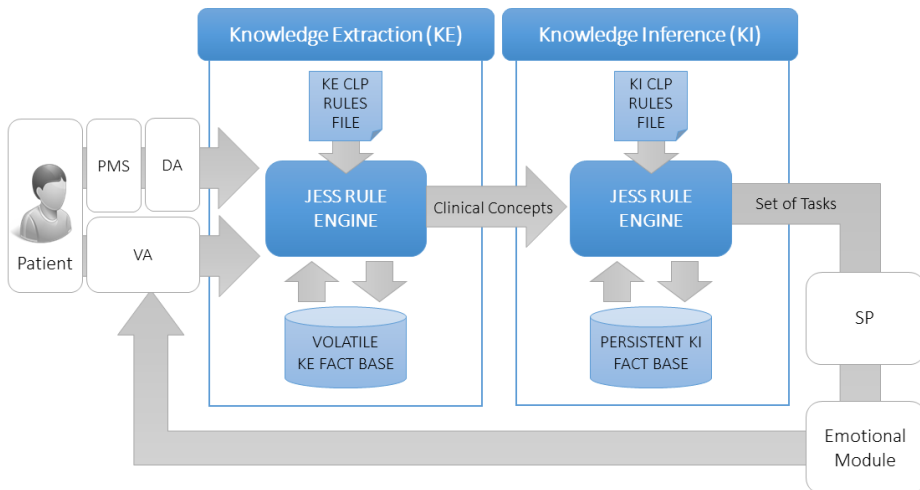 Knowledge Extraction (KE)
Knowledge Inference (KI)
KE CLP
RULES
FILE
KI CLP
RULES
FILE
PMS
DA
JESS RULE
ENGINE
Clinical Concepts
JESS RULE
ENGINE
Set of Tasks
Patient
VA
VOLATILE
KE FACT BASE
PERSISTENT KI
FACT BASE
SP
Emotional
Module